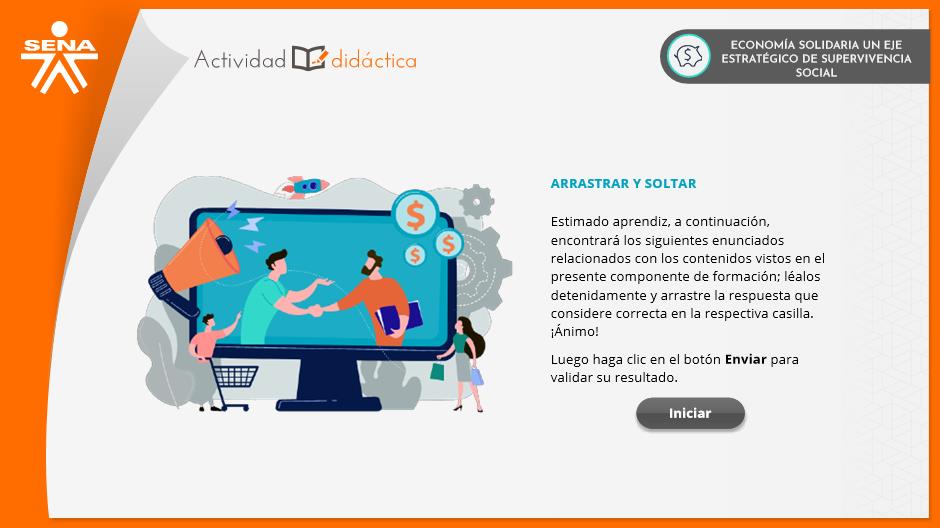 SENA
Actividad didáctica
ECONOMÍA SOLIDARIA UN EJE
ESTRATÉGICO DE SUPERVIVENCIA
SOCIAL
ARRASTRAR Y SOLTAR
Estimado aprendiz, a continuación,
encontrará los siguientes enunciados
relacionados con los contenidos vistos en el
presente componente de formación; léalos
detenidamente y arrastre la respuesta que
considere correcta en la respectiva casilla.
¡Ánimo!
Luego haga clic en el botón Enviar para
validar su resultado.
Iniciar